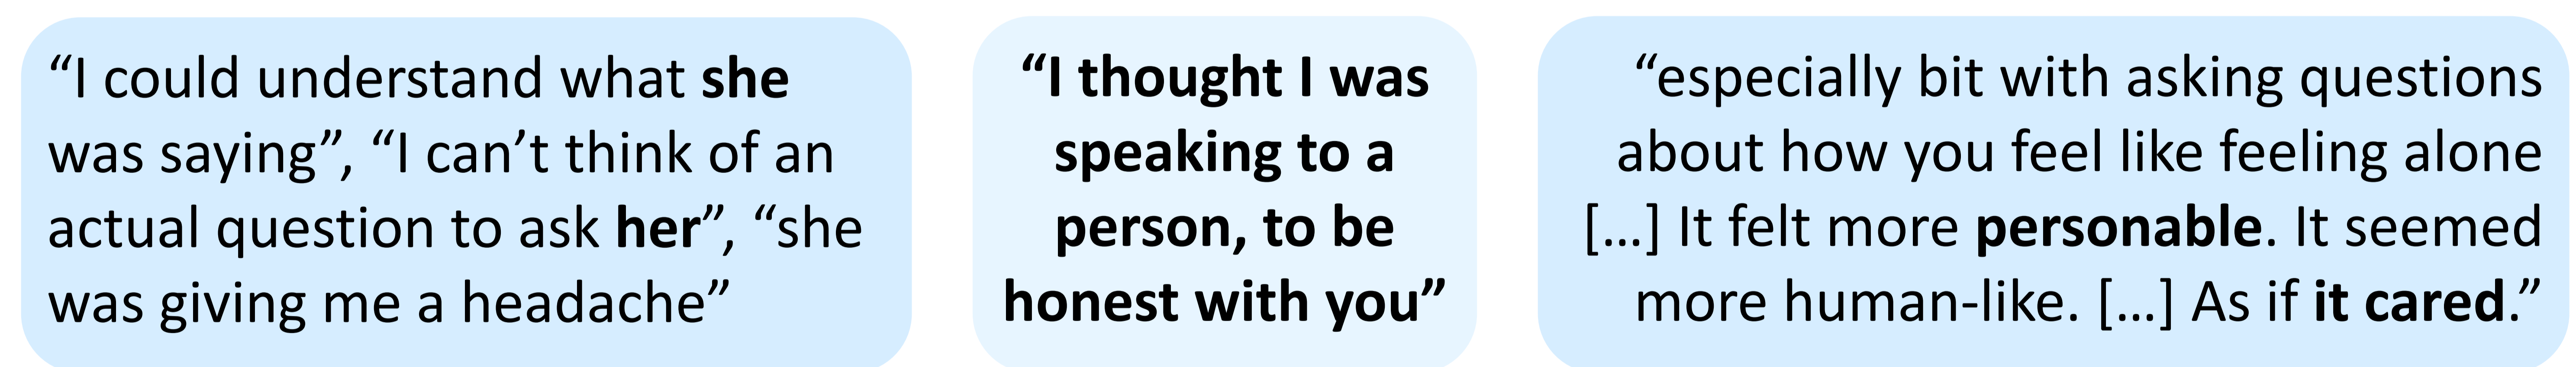 “I could understand what she
was saying”, “I can’t think of an
actual question to ask her”, “she
was giving me a headache”
“I thought I was
speaking to a
person, to be
honest with you”
“especially bit with asking questions
about how you feel like feeling alone
[…] It felt more personable. It seemed
more human-like. […] As if it cared.”